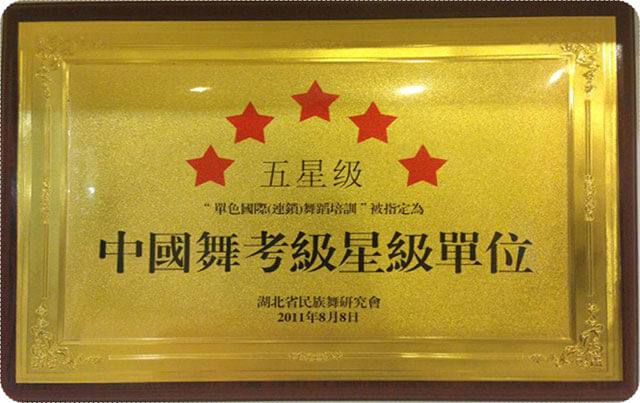 五星级
“單色國際(連鎖)舞蹈培訓”被指定為
中國舞考級星級單位
湖北省民族舞研究會
2011年8月8日